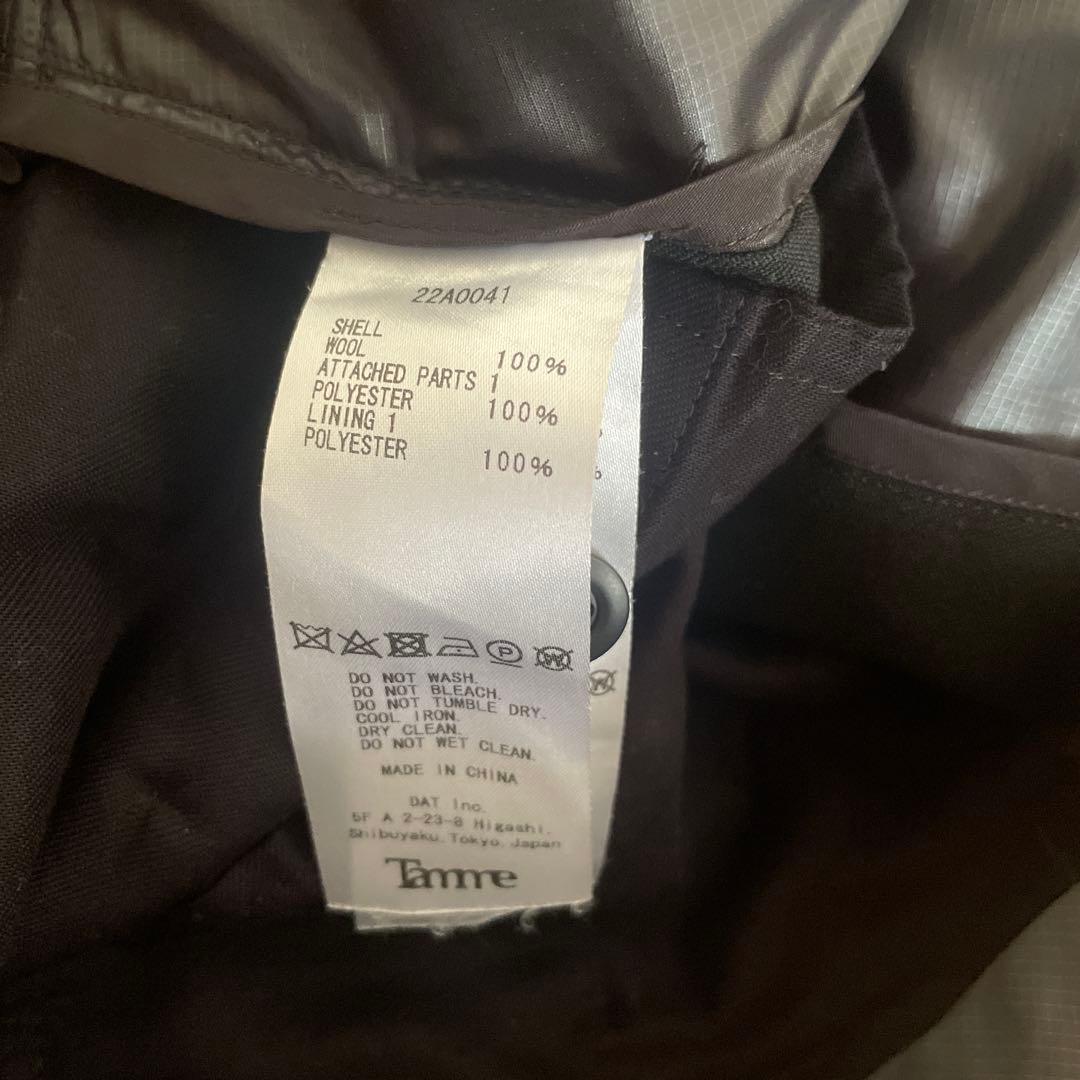 22A0041
SHELL
WOOL 100%
ATTACHED PARTS 1
POLYESTER 100%
LINING 1
POLYESTER 100%
DO NOT WASH.
DO NOT BLEACH.
DO NOT TUMBLE DRY.
COOL IRON.
DRY CLEAN.
DO NOT WET CLEAN.
MADE IN CHINA
DAT Inc.
5F A 2-23-8 Higashi,
Shibuyaku, Tokyo, Japan
Tamme